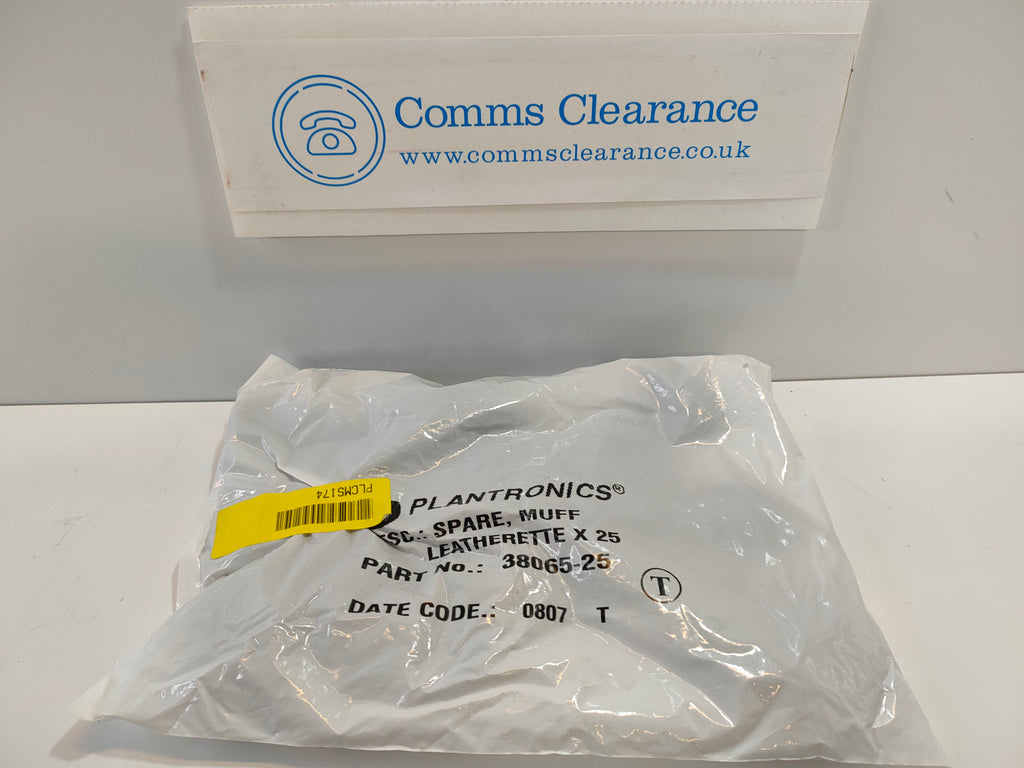 Comms Clearance
www.commsclearance.co.uk
PLCMS174
PLANTRONICS®
ESC.: SPARE, MUFF
LEATHERETTE X 25
PART No.: 38065-25
T
DATE CODE.: 0807 T